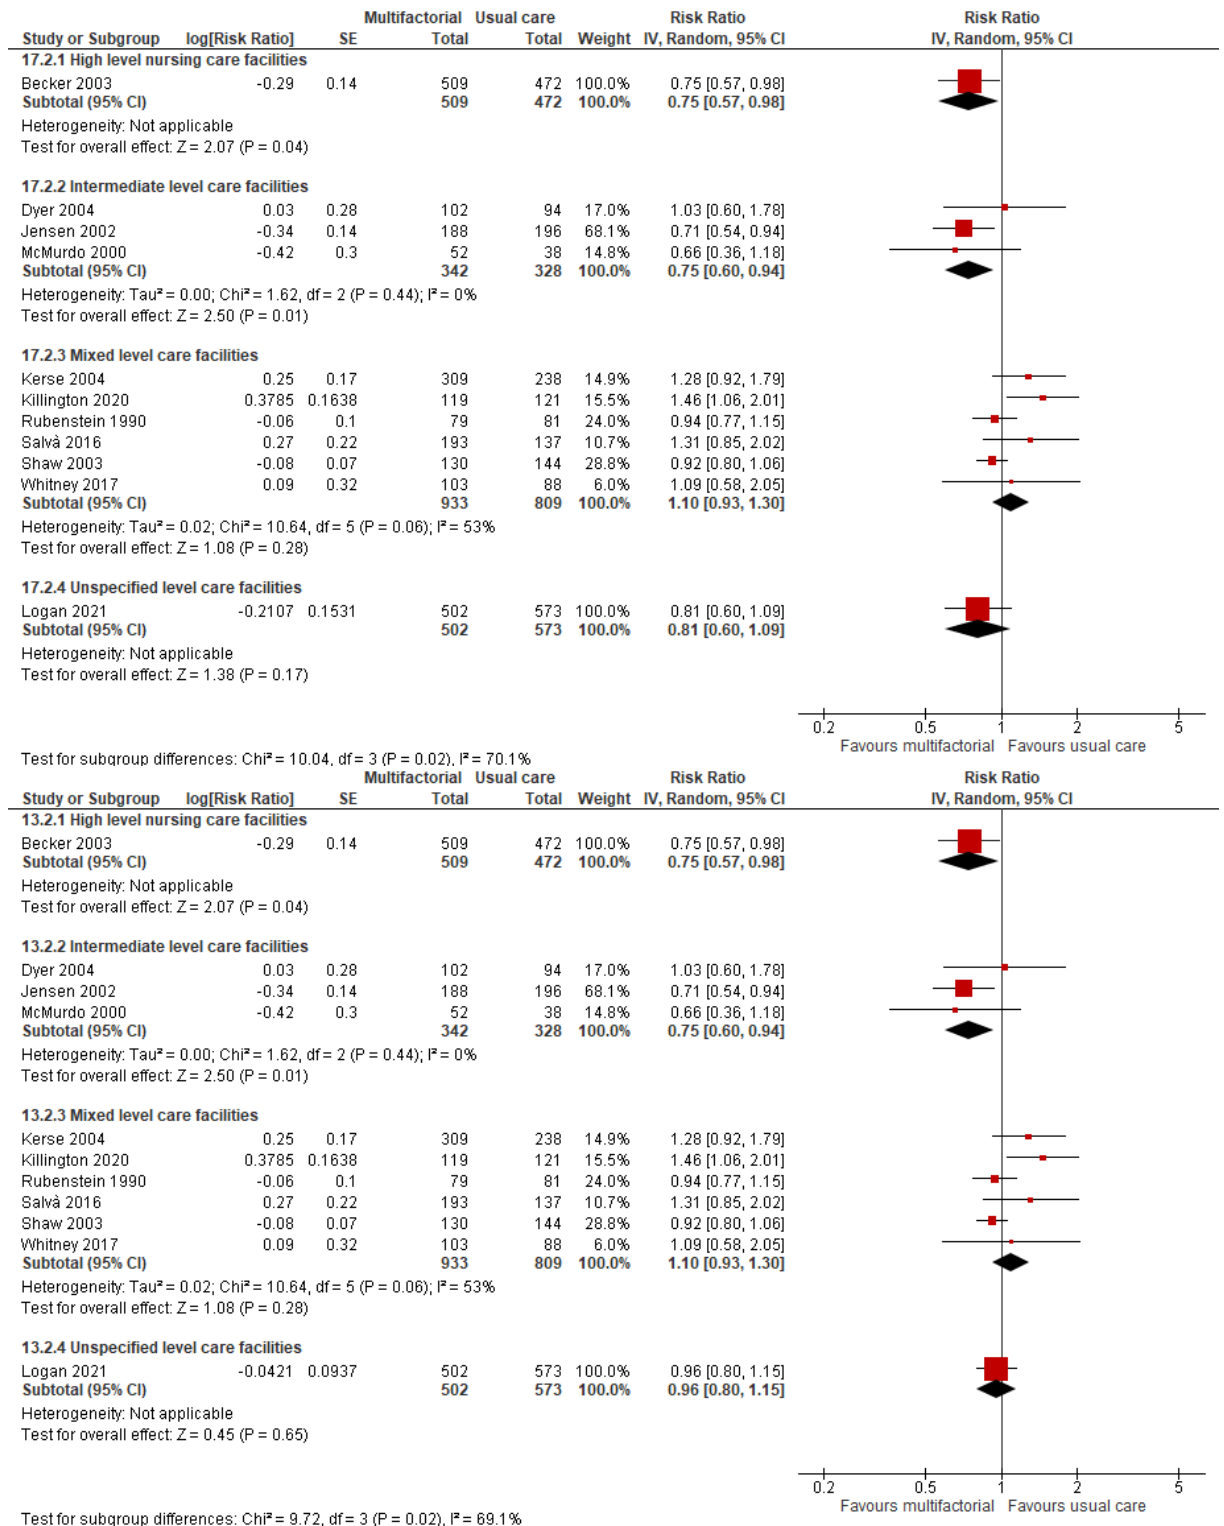 Multifactorial Usual care Risk Ratio Risk Ratio
Study or Subgroup log[Risk Ratio] SE Total Total Weight IV, Random, 95% CI IV, Random, 95% CI
17.2.1 High level nursing care facilities
Becker 2003 -0.29 0.14 509 472 100.0% 0.75 [0.57, 0.98]
Subtotal (95% CI) 509 472 100.0% 0.75 [0.57, 0.98]
Heterogeneity: Not applicable
Test for overall effect: Z = 2.07 (P = 0.04)
17.2.2 Intermediate level care facilities
Dyer 2004 0.03 0.28 102 94 17.0% 1.03 [0.60, 1.78]
Jensen 2002 -0.34 0.14 188 196 68.1% 0.71 [0.54, 0.94]
McMurdo 2000 -0.42 0.3 52 38 14.8% 0.66 [0.36, 1.18]
Subtotal (95% CI) 342 328 100.0% 0.75 [0.60, 0.94]
Heterogeneity: Tau² = 0.00; Chi² = 1.62, df = 2 (P = 0.44); I² = 0%
Test for overall effect: Z = 2.50 (P = 0.01)
17.2.3 Mixed level care facilities
Kerse 2004 0.25 0.17 309 238 14.9% 1.28 [0.92, 1.79]
Killington 2020 0.3785 0.1638 119 121 15.5% 1.46 [1.06, 2.01]
Rubenstein 1990 -0.06 0.1 79 81 24.0% 0.94 [0.77, 1.15]
Salvà 2016 0.27 0.22 193 137 10.7% 1.31 [0.85, 2.02]
Shaw 2003 -0.08 0.07 130 144 28.8% 0.92 [0.80, 1.06]
Whitney 2017 0.09 0.32 103 88 6.0% 1.09 [0.58, 2.05]
Subtotal (95% CI) 933 809 100.0% 1.10 [0.93, 1.30]
Heterogeneity: Tau² = 0.02; Chi² = 10.64, df = 5 (P = 0.06); I² = 53%
Test for overall effect: Z = 1.08 (P = 0.28)
17.2.4 Unspecified level care facilities
Logan 2021 -0.2107 0.1531 502 573 100.0% 0.81 [0.60, 1.09]
Subtotal (95% CI) 502 573 100.0% 0.81 [0.60, 1.09]
Heterogeneity: Not applicable
Test for overall effect: Z = 1.38 (P = 0.17)
0.2 0.5 1 2 5
Favours multifactorial Favours usual care
Test for subgroup differences: Chi² = 10.04, df = 3 (P = 0.02), I² = 70.1%
Multifactorial Usual care Risk Ratio Risk Ratio
Study or Subgroup log[Risk Ratio] SE Total Total Weight IV, Random, 95% CI IV, Random, 95% CI
13.2.1 High level nursing care facilities
Becker 2003 -0.29 0.14 509 472 100.0% 0.75 [0.57, 0.98]
Subtotal (95% CI) 509 472 100.0% 0.75 [0.57, 0.98]
Heterogeneity: Not applicable
Test for overall effect: Z = 2.07 (P = 0.04)
13.2.2 Intermediate level care facilities
Dyer 2004 0.03 0.28 102 94 17.0% 1.03 [0.60, 1.78]
Jensen 2002 -0.34 0.14 188 196 68.1% 0.71 [0.54, 0.94]
McMurdo 2000 -0.42 0.3 52 38 14.8% 0.66 [0.36, 1.18]
Subtotal (95% CI) 342 328 100.0% 0.75 [0.60, 0.94]
Heterogeneity: Tau² = 0.00; Chi² = 1.62, df = 2 (P = 0.44); I² = 0%
Test for overall effect: Z = 2.50 (P = 0.01)
13.2.3 Mixed level care facilities
Kerse 2004 0.25 0.17 309 238 14.9% 1.28 [0.92, 1.79]
Killington 2020 0.3785 0.1638 119 121 15.5% 1.46 [1.06, 2.01]
Rubenstein 1990 -0.06 0.1 79 81 24.0% 0.94 [0.77, 1.15]
Salvà 2016 0.27 0.22 193 137 10.7% 1.31 [0.85, 2.02]
Shaw 2003 -0.08 0.07 130 144 28.8% 0.92 [0.80, 1.06]
Whitney 2017 0.09 0.32 103 88 6.0% 1.09 [0.58, 2.05]
Subtotal (95% CI) 933 809 100.0% 1.10 [0.93, 1.30]
Heterogeneity: Tau² = 0.02; Chi² = 10.64, df = 5 (P = 0.06); I² = 53%
Test for overall effect: Z = 1.08 (P = 0.28)
13.2.4 Unspecified level care facilities
Logan 2021 -0.0421 0.0937 502 573 100.0% 0.96 [0.80, 1.15]
Subtotal (95% CI) 502 573 100.0% 0.96 [0.80, 1.15]
Heterogeneity: Not applicable
Test for overall effect: Z = 0.45 (P = 0.65)
0.2 0.5 1 2 5
Favours multifactorial Favours usual care
Test for subgroup differences: Chi² = 9.72, df = 3 (P = 0.02), I² = 69.1%